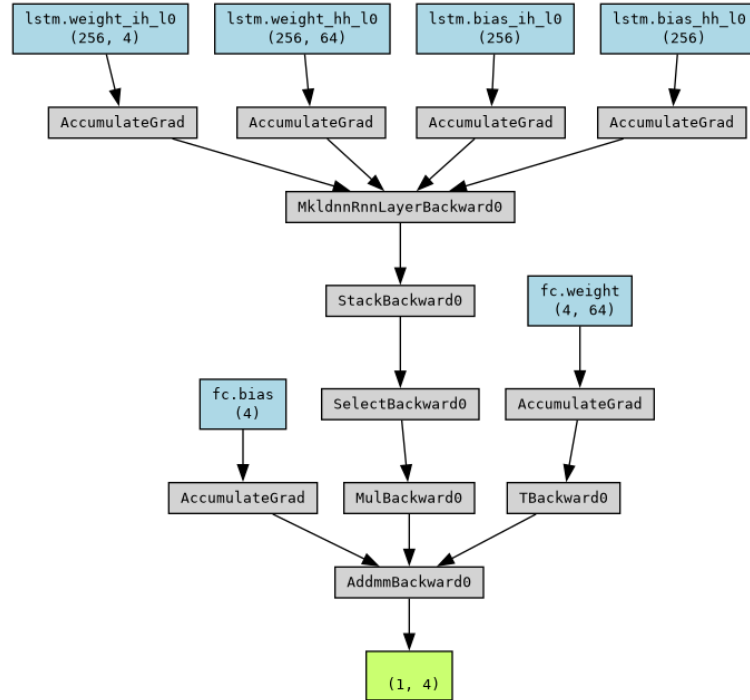 lstm.weight_ih_l0
(256, 4)
lstm.weight_hh_l0
(256, 64)
lstm.bias_ih_l0
(256)
lstm.bias_hh_l0
(256)
AccumulateGrad
AccumulateGrad
AccumulateGrad
AccumulateGrad
MkldnnRnnLayerBackward0
StackBackward0
fc.weight
(4, 64)
fc.bias
(4)
SelectBackward0
AccumulateGrad
AccumulateGrad
MulBackward0
TBackward0
AddmmBackward0
(1, 4)